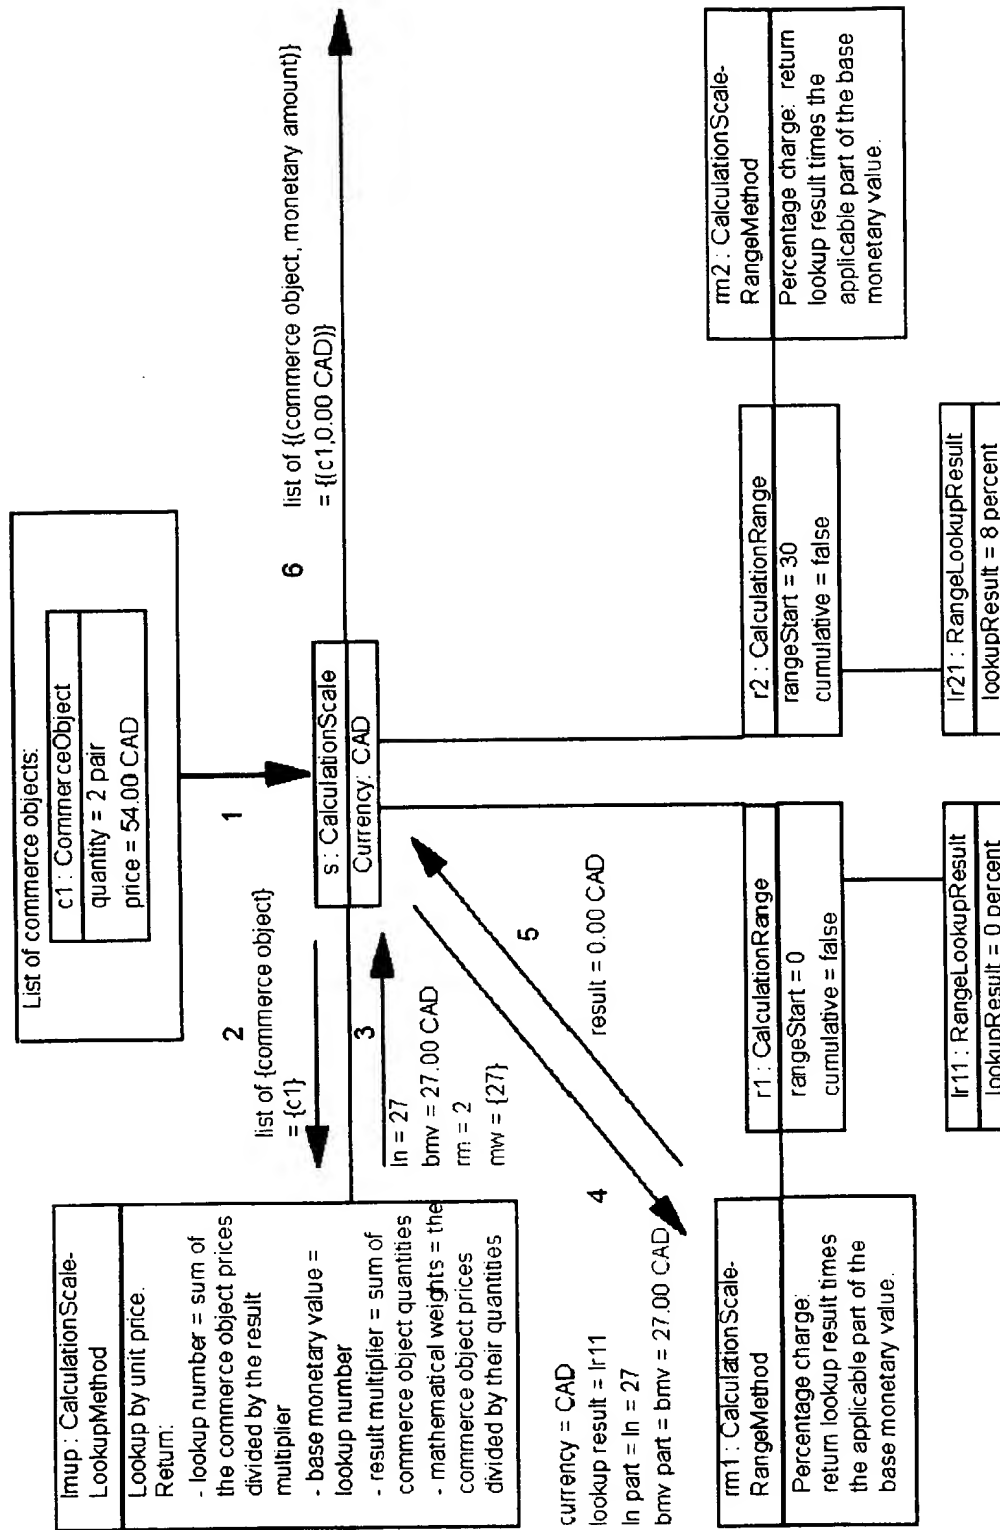 List of commerce objects:
c1 : CommerceObject
quantity = 2 pair
price = 54.00 CAD
1
s : CalculationScale
Currency: CAD
2
list of {commerce object}
= {c1}
3
ln = 27
bmv = 27.00 CAD
rm = 2
mw = {27}
lmup : CalculationScale-
LookupMethod
Lookup by unit price.
Return:
- lookup number = sum of
the commerce object prices
divided by the result
multiplier
- base monetary value =
lookup number
- result multiplier = sum of
commerce object quantities
- mathematical weights = the
commerce object prices
divided by their quantities
4
currency = CAD
lookup result = lr11
ln part = ln = 27
bmv part = bmv = 27.00 CAD
5
result = 0.00 CAD
6
list of {(commerce object, monetary amount)}
= {(c1,0.00 CAD)}
rm1 : CalculationScale-
RangeMethod
Percentage charge:
return lookup result times
the applicable part of the
base monetary value.
r1 : CalculationRange
rangeStart = 0
cumulative = false
lr11 : RangeLookupResult
lookupResult = 0 percent
r2 : CalculationRange
rangeStart = 30
cumulative = false
lr21 : RangeLookupResult
lookupResult = 8 percent
rm2 : CalculationScale-
RangeMethod
Percentage charge: return
lookup result times the
applicable part of the base
monetary value.